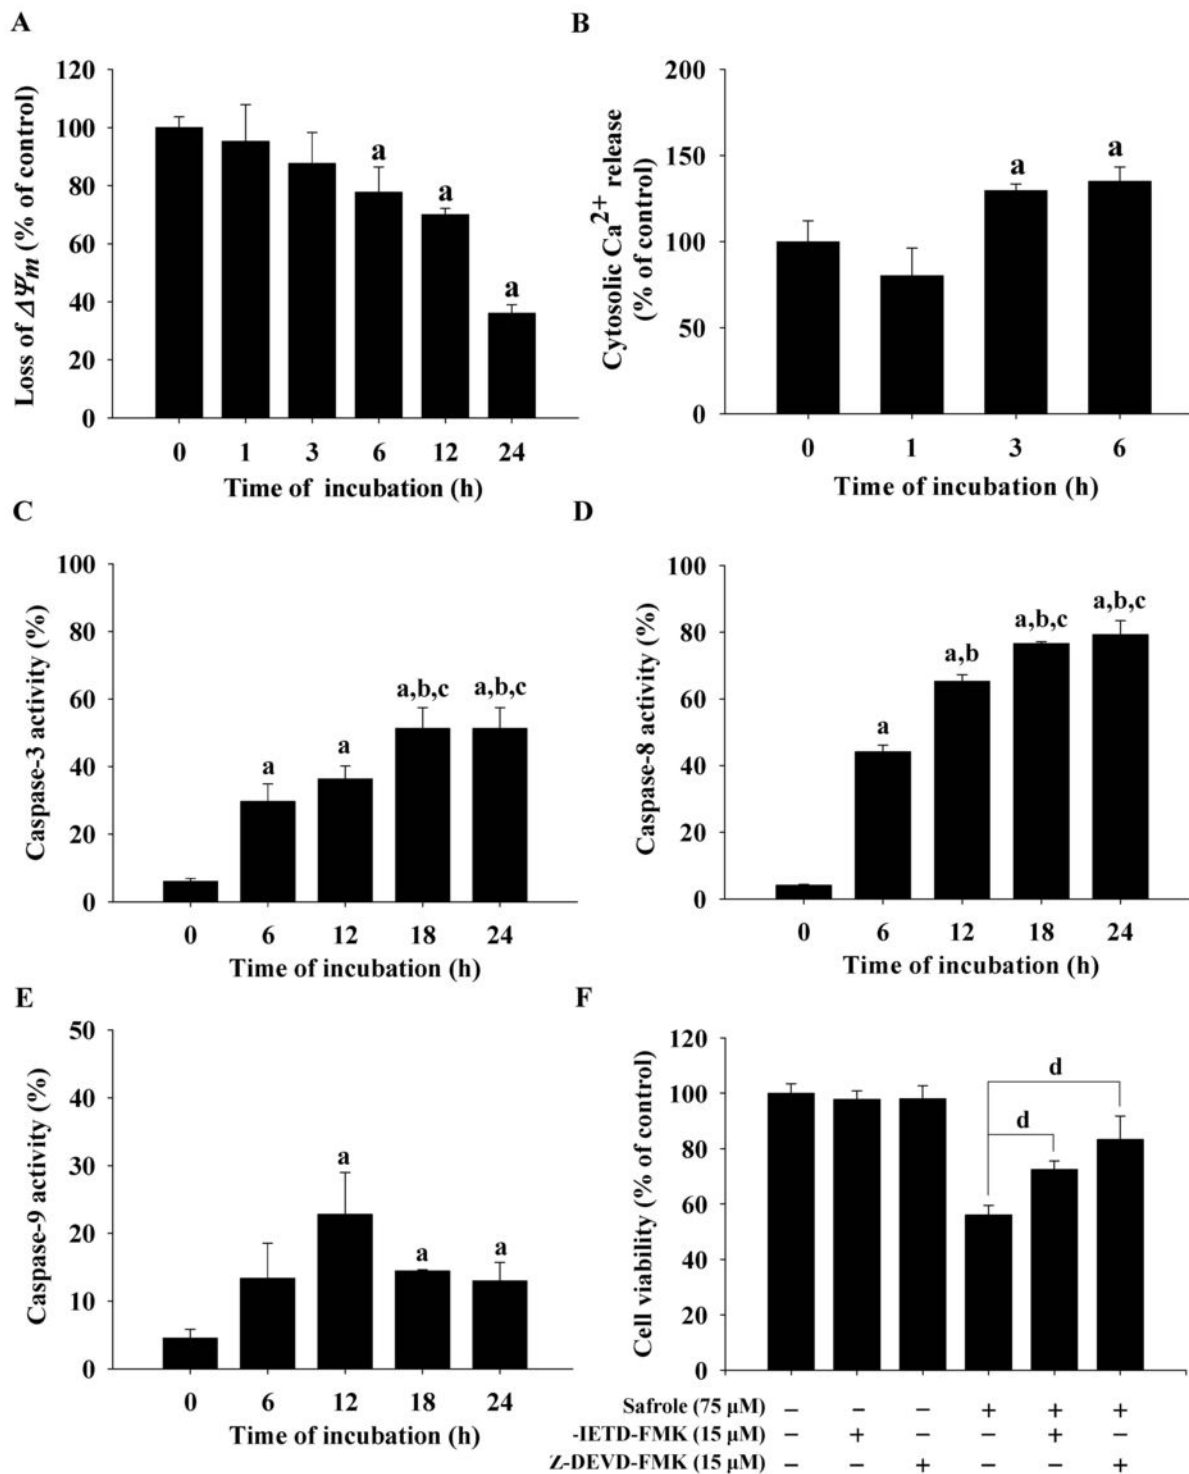 A
Loss of ΔΨm (% of control)
120
100
80
60
40
20
0
a
a
a
0 1 3 6 12 24
Time of incubation (h)
B
Cytosolic Ca2+ release
(% of control)
200
150
100
50
0
a
a
0 1 3 6
Time of incubation (h)
C
Caspase-3 activity (%)
100
80
60
40
20
0
a
a
a,b,c
a,b,c
0 6 12 18 24
Time of incubation (h)
D
Caspase-8 activity (%)
100
80
60
40
20
0
a
a,b
a,b,c
a,b,c
0 6 12 18 24
Time of incubation (h)
E
Caspase-9 activity (%)
50
40
30
20
10
0
a
a
a
0 6 12 18 24
Time of incubation (h)
F
Cell viability (% of control)
120
100
80
60
40
20
0
d
d
Safrole (75 μM) – – – + + +
-IETD-FMK (15 μM) – + – – + –
Z-DEVD-FMK (15 μM) – – + – – +